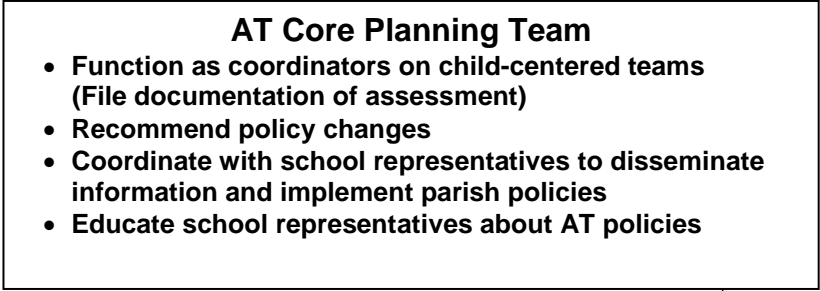 AT Core Planning Team
• Function as coordinators on child-centered teams
(File documentation of assessment)
• Recommend policy changes
• Coordinate with school representatives to disseminate
information and implement parish policies
• Educate school representatives about AT policies